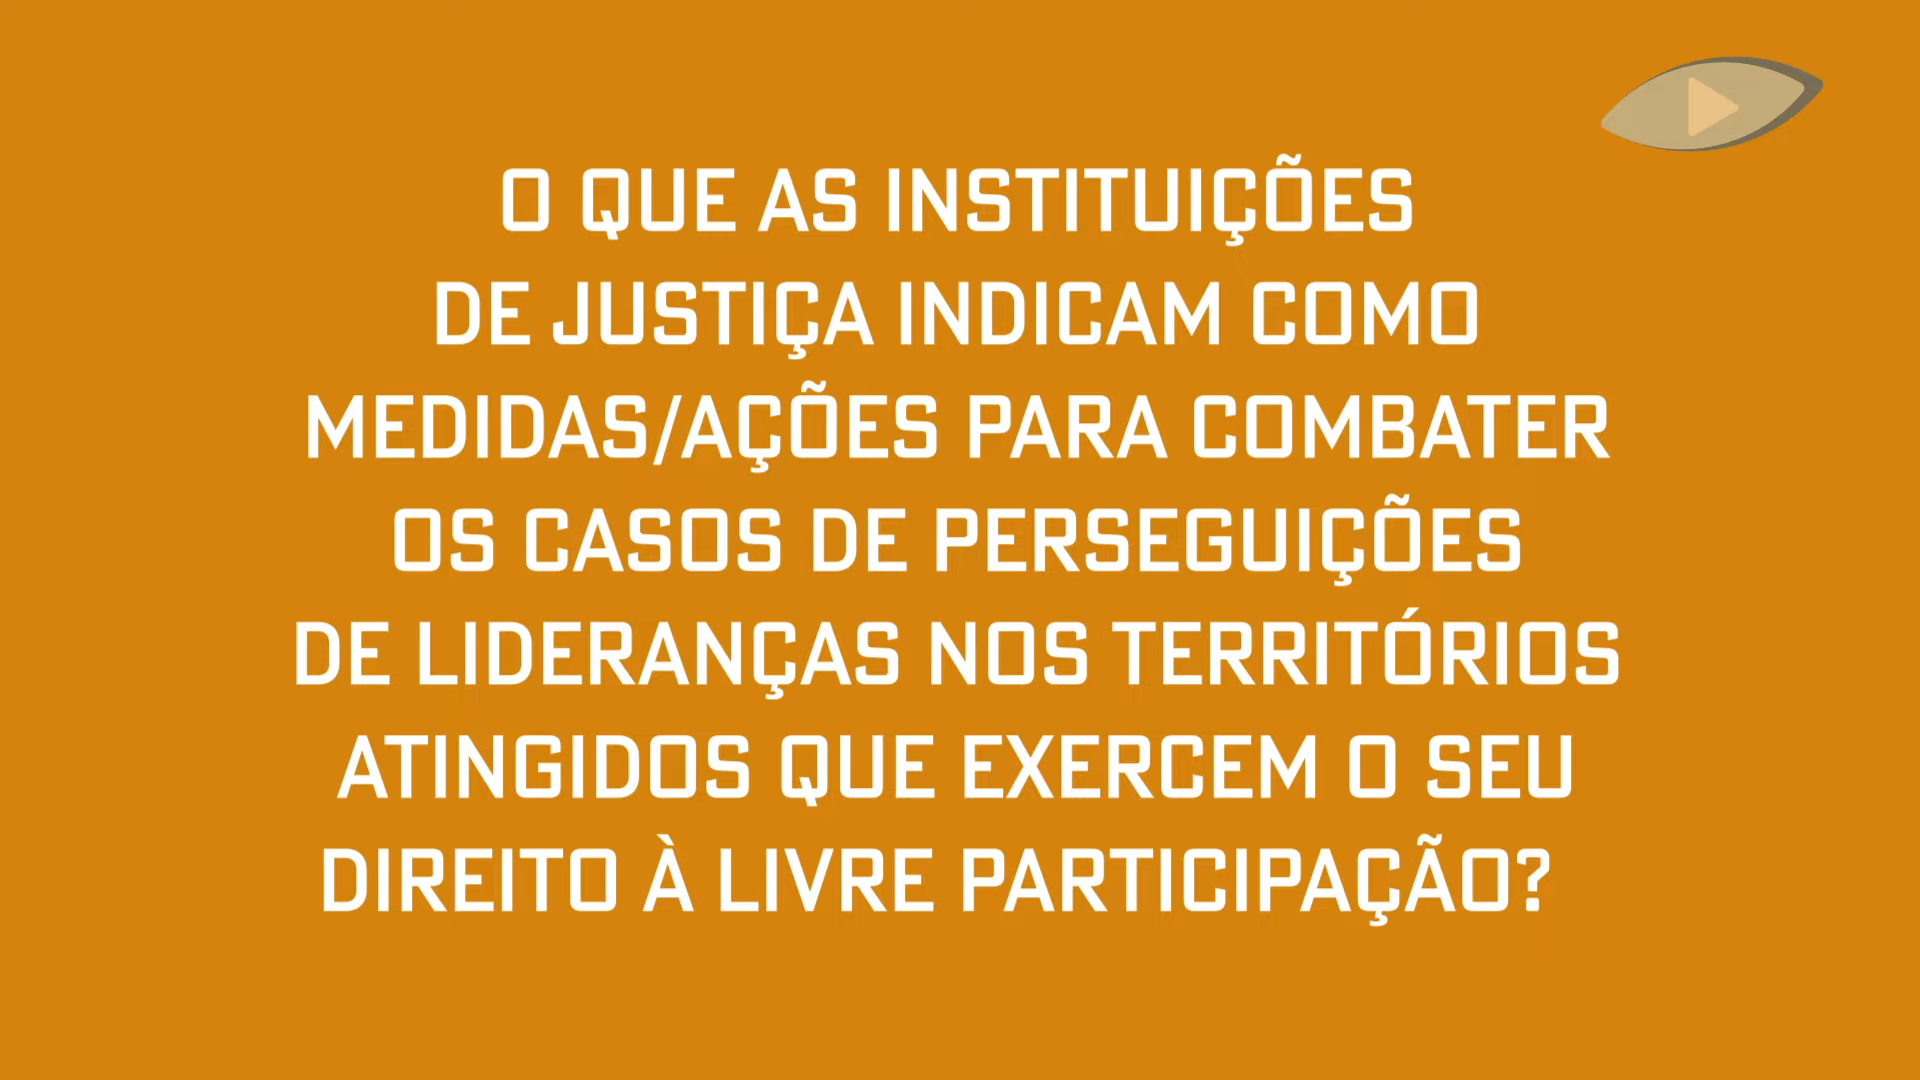 O QUE AS INSTITUIÇÕES
DE JUSTIÇA INDICAM COMO
MEDIDAS/AÇÕES PARA COMBATER
OS CASOS DE PERSEGUIÇÕES
DE LIDERANÇAS NOS TERRITÓRIOS
ATINGIDOS QUE EXERCEM O SEU
DIREITO À LIVRE PARTICIPAÇÃO?